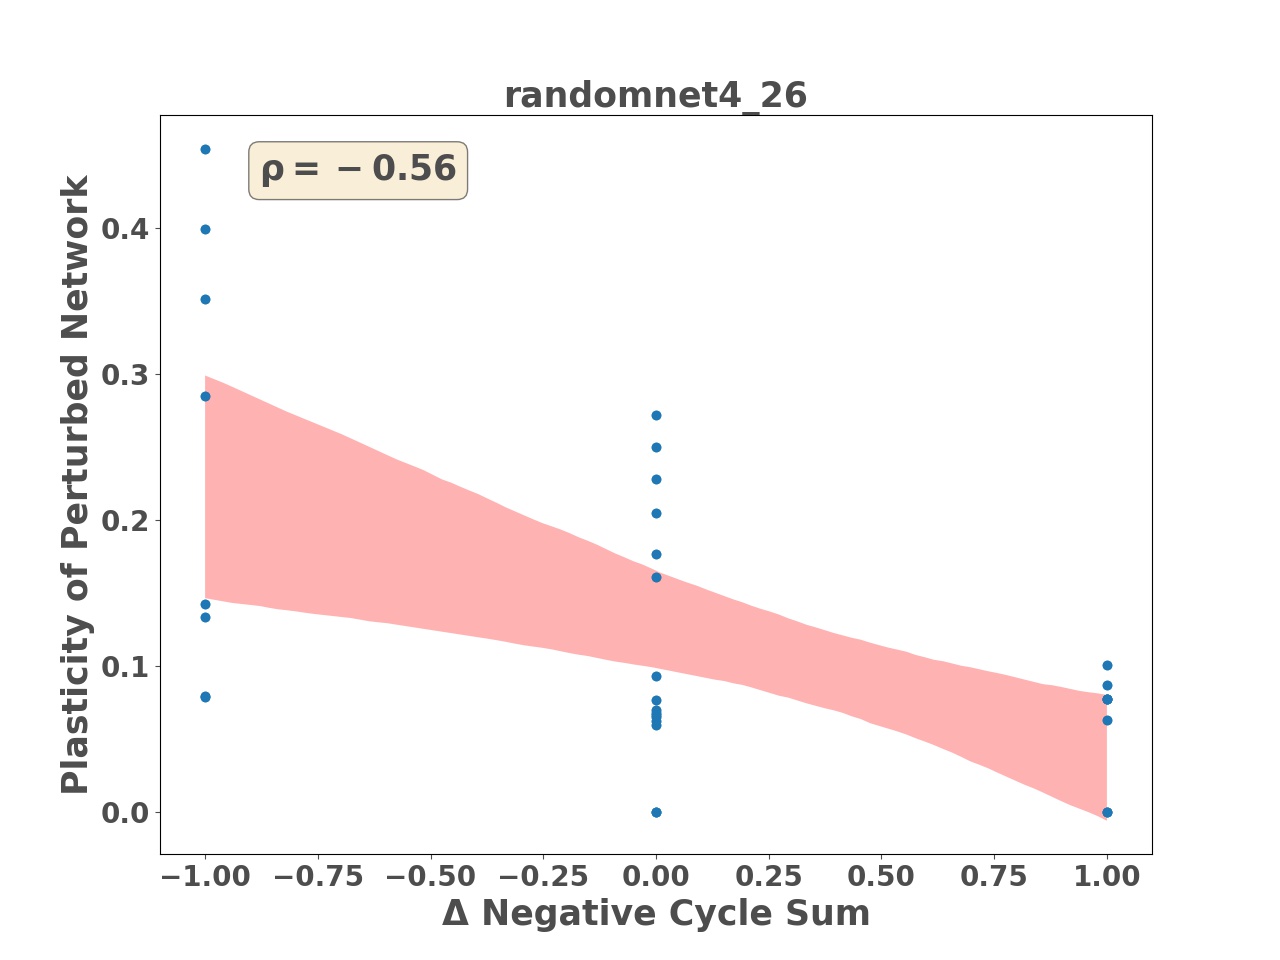 randomnet4_26
ρ = − 0.56
Plasticity of Perturbed Network
0.4
0.3
0.2
0.1
0.0
−1.00 −0.75 −0.50 −0.25 0.00 0.25 0.50 0.75 1.00
Δ Negative Cycle Sum